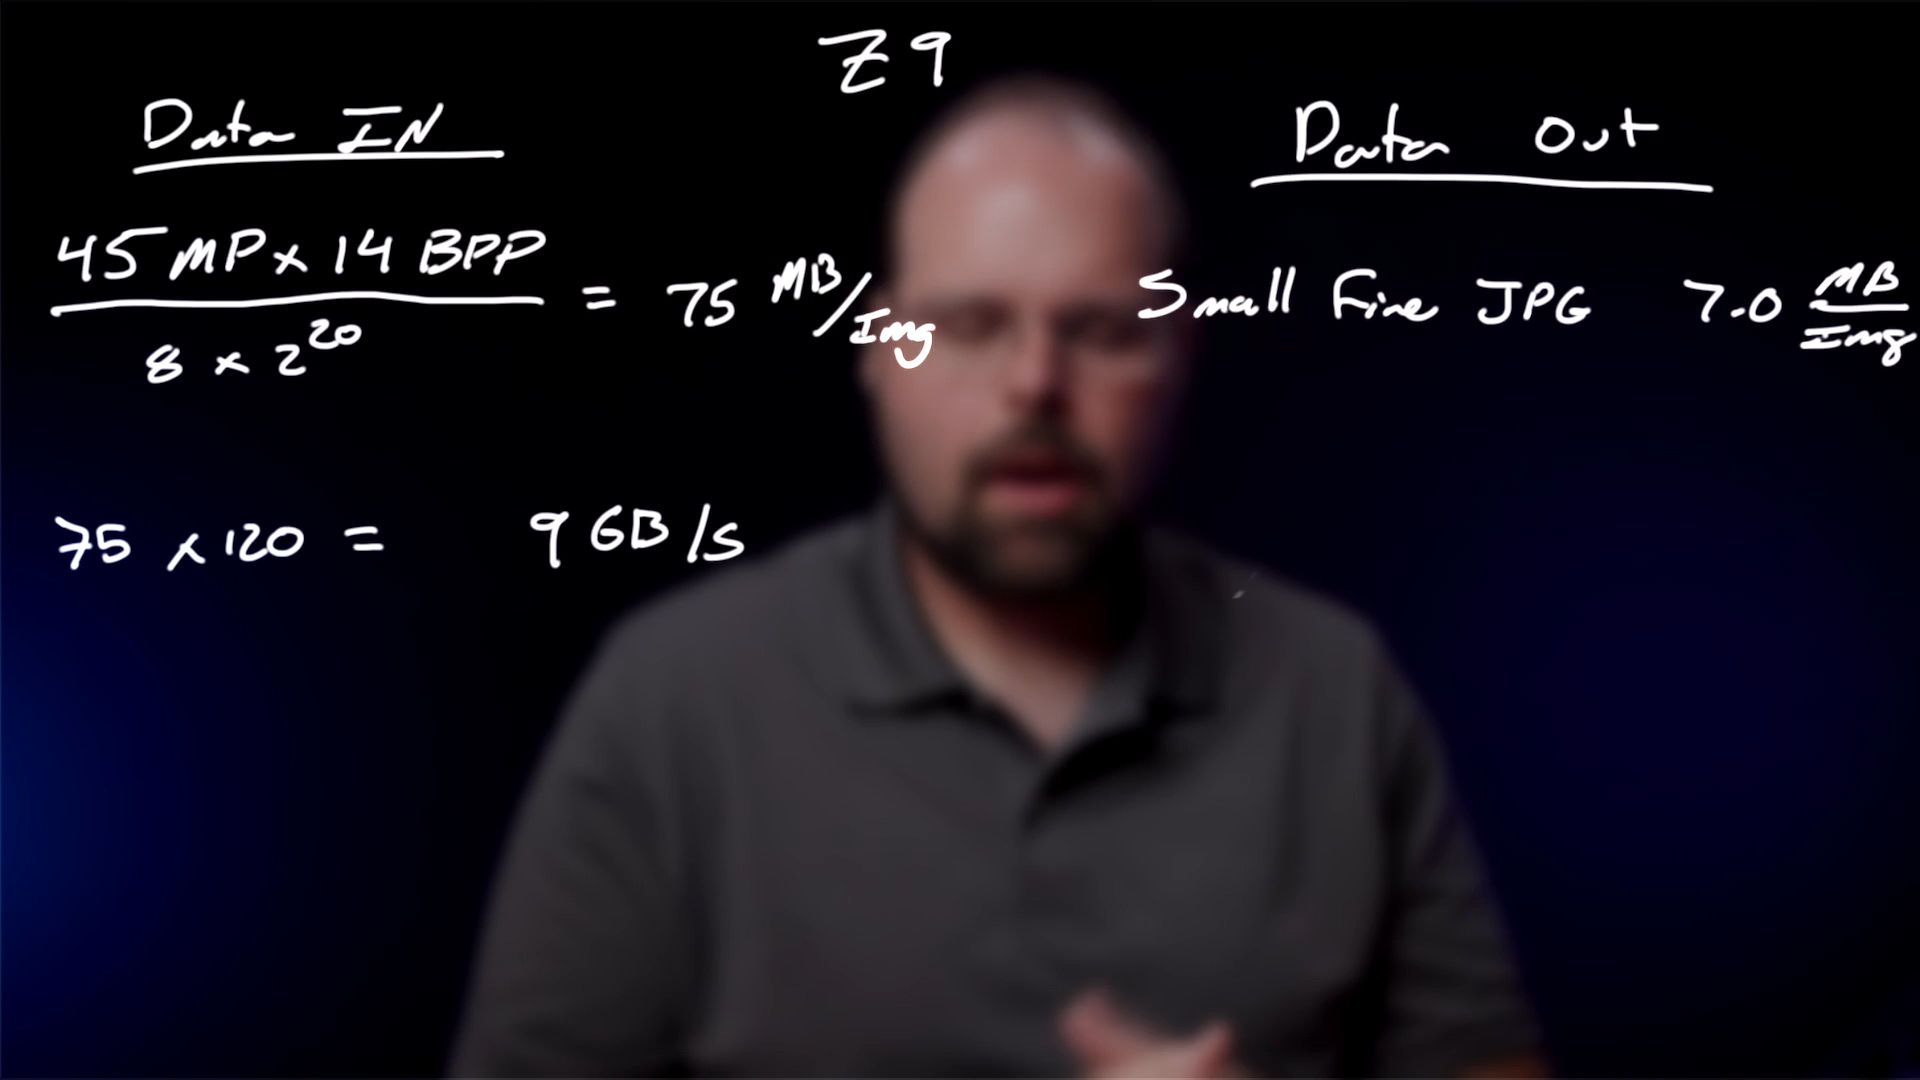 Z9
Data IN
45 MP x 14 BPP
8 x 2^20
= 75 MB/Img
75 x 120 = 9 GB/s
Data Out
Small Fine JPG 7.0 MB/Img